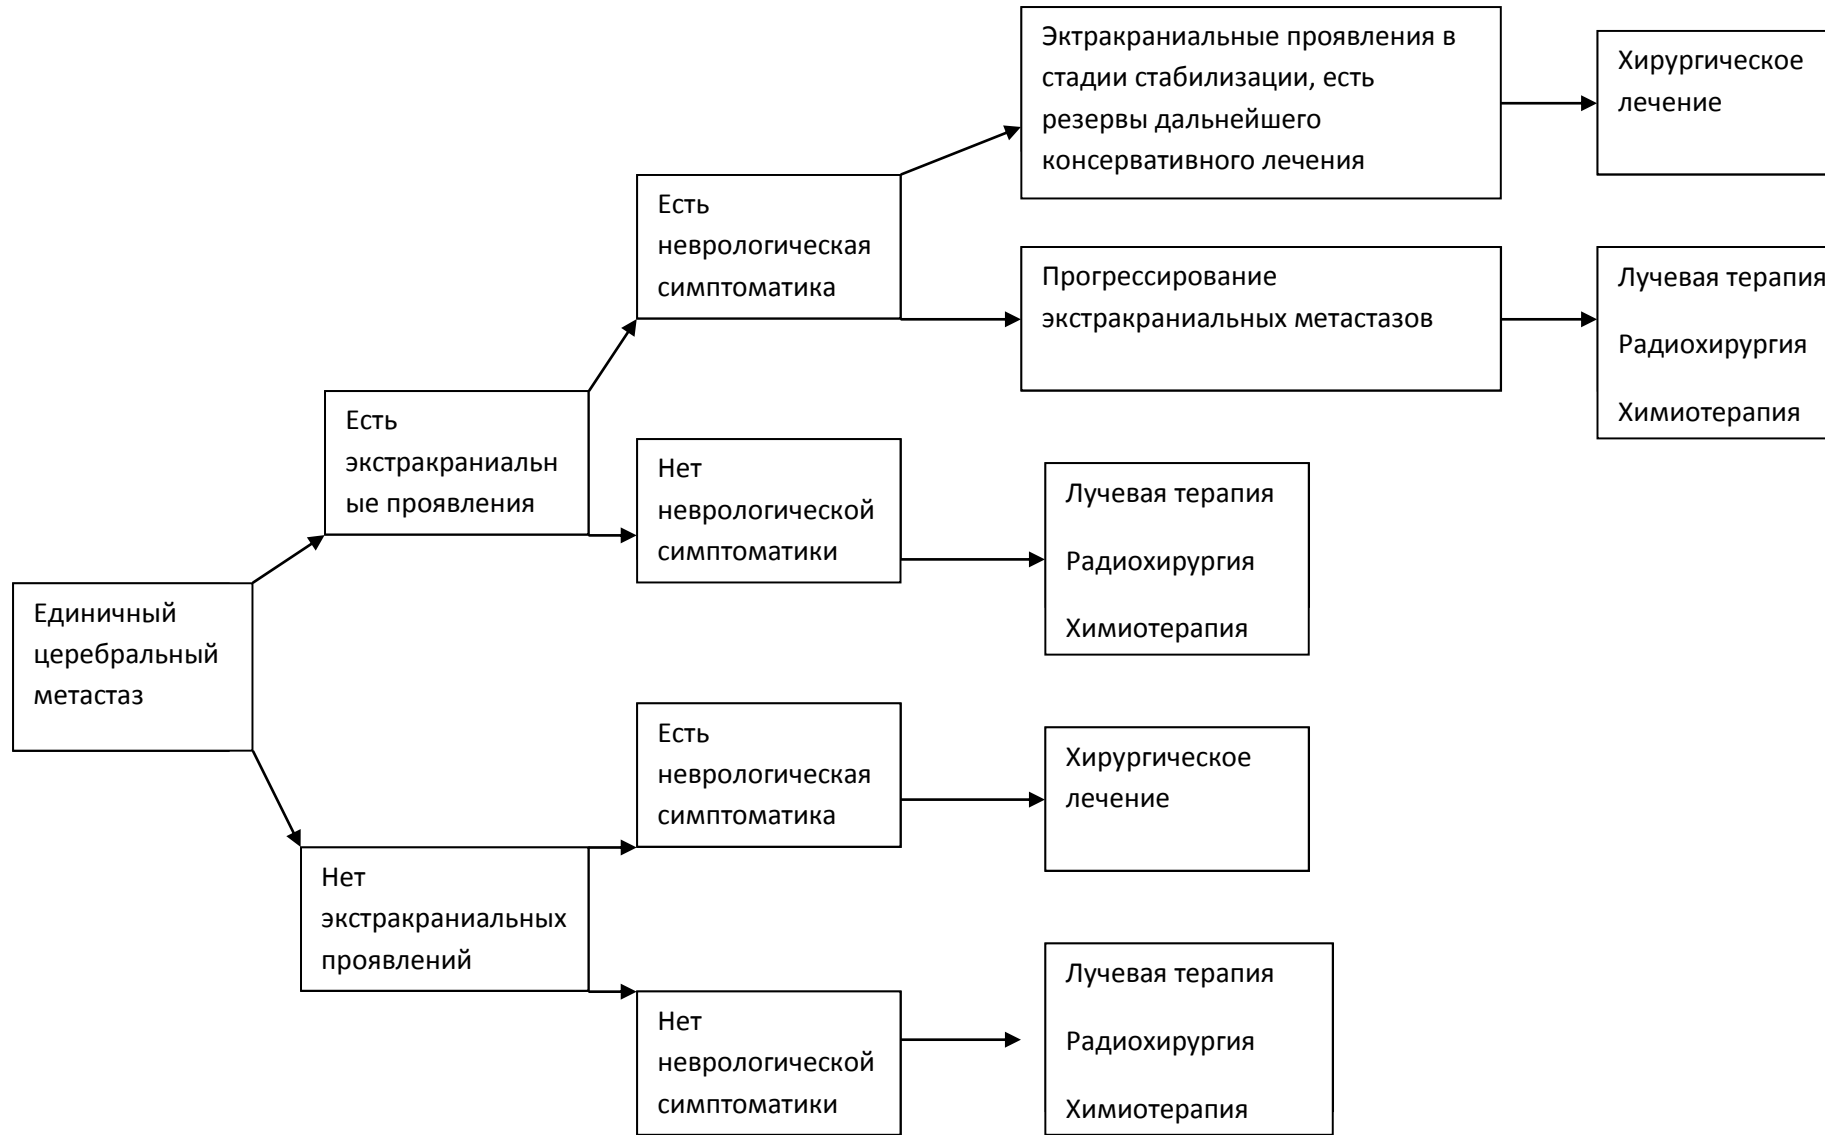 Эктракраниальные проявления в
стадии стабилизации, есть
резервы дальнейшего
консервативного лечения
Хирургическое
лечение
Есть
неврологическая
симптоматика
Прогрессирование
экстракраниальных метастазов
Лучевая терапия
Радиохирургия
Химиотерапия
Есть
экстракраниальн
ые проявления
Нет
неврологической
симптоматики
Лучевая терапия
Радиохирургия
Химиотерапия
Единичный
церебральный
метастаз
Есть
неврологическая
симптоматика
Хирургическое
лечение
Нет
экстракраниальных
проявлений
Нет
неврологической
симптоматики
Лучевая терапия
Радиохирургия
Химиотерапия